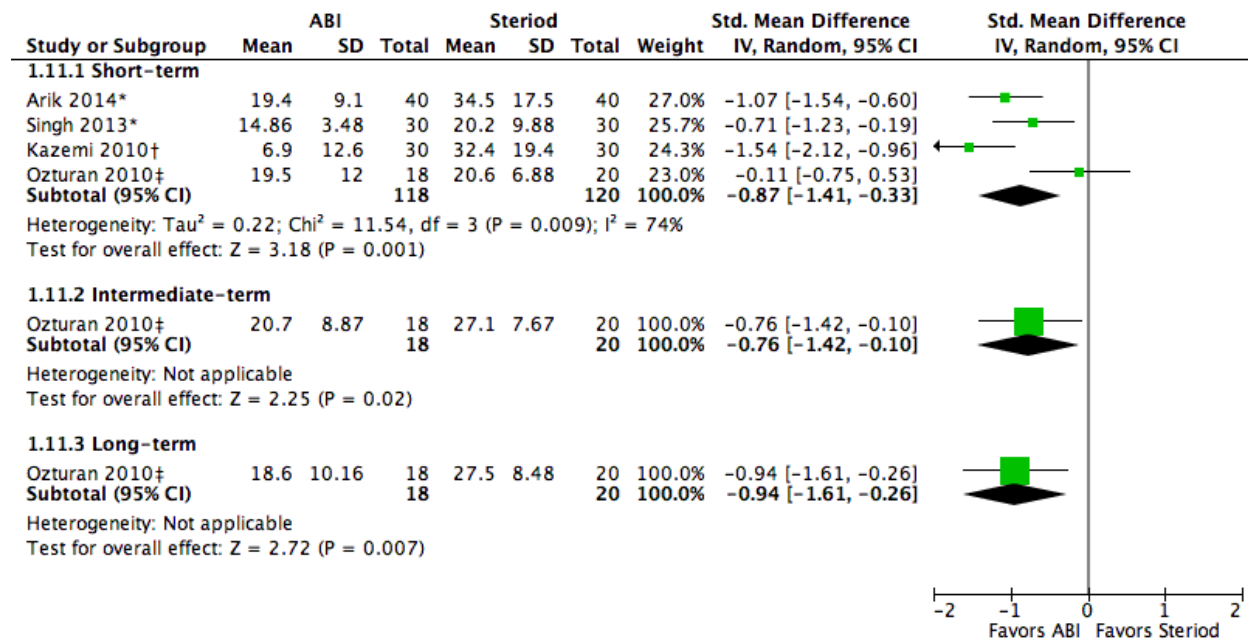 ABI Steriod Std. Mean Difference Std. Mean Difference
Study or Subgroup Mean SD Total Mean SD Total Weight IV, Random, 95% CI IV, Random, 95% CI
1.11.1 Short-term
Arik 2014* 19.4 9.1 40 34.5 17.5 40 27.0% -1.07 [-1.54, -0.60]
Singh 2013* 14.86 3.48 30 20.2 9.88 30 25.7% -0.71 [-1.23, -0.19]
Kazemi 2010† 6.9 12.6 30 32.4 19.4 30 24.3% -1.54 [-2.12, -0.96]
Ozturan 2010‡ 19.5 12 18 20.6 6.88 20 23.0% -0.11 [-0.75, 0.53]
Subtotal (95% CI) 118 120 100.0% -0.87 [-1.41, -0.33]
Heterogeneity: Tau² = 0.22; Chi² = 11.54, df = 3 (P = 0.009); I² = 74%
Test for overall effect: Z = 3.18 (P = 0.001)
1.11.2 Intermediate-term
Ozturan 2010‡ 20.7 8.87 18 27.1 7.67 20 100.0% -0.76 [-1.42, -0.10]
Subtotal (95% CI) 18 20 100.0% -0.76 [-1.42, -0.10]
Heterogeneity: Not applicable
Test for overall effect: Z = 2.25 (P = 0.02)
1.11.3 Long-term
Ozturan 2010‡ 18.6 10.16 18 27.5 8.48 20 100.0% -0.94 [-1.61, -0.26]
Subtotal (95% CI) 18 20 100.0% -0.94 [-1.61, -0.26]
Heterogeneity: Not applicable
Test for overall effect: Z = 2.72 (P = 0.007)
-2 -1 0 1 2
Favors ABI Favors Steriod